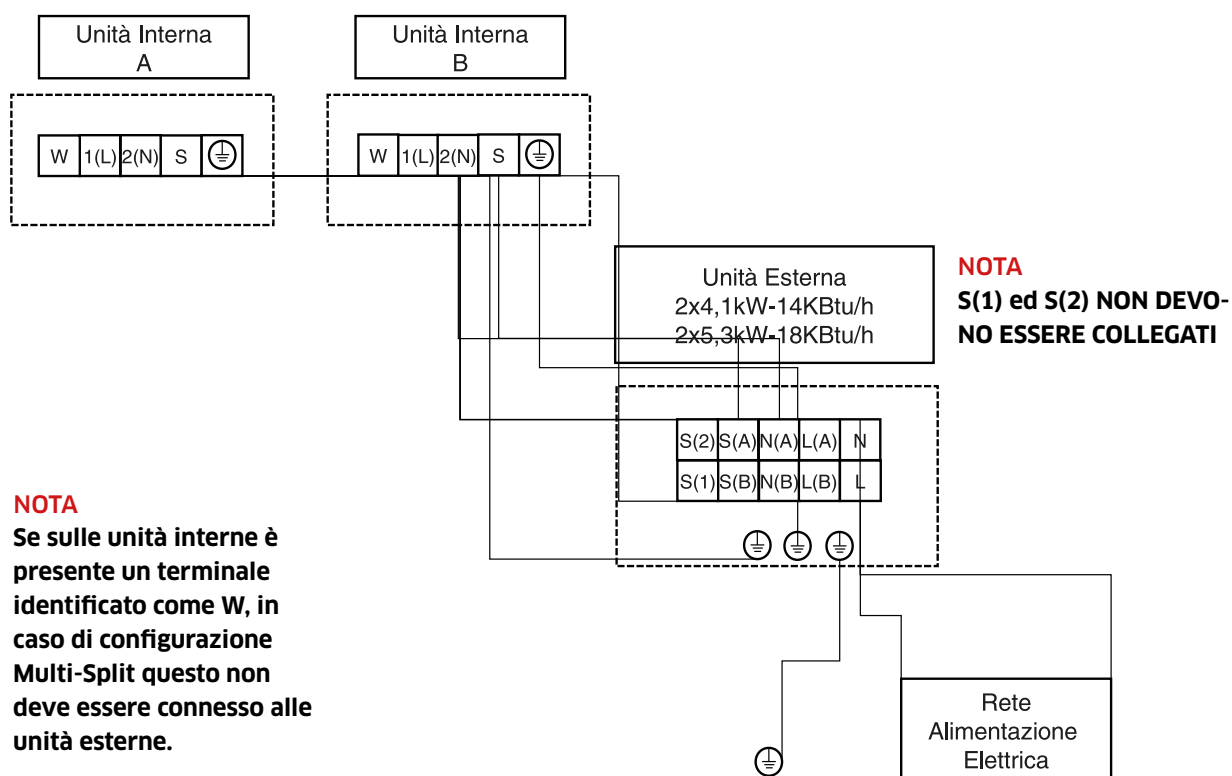 Unità Interna
A
Unità Interna
B
W 1(L) 2(N) S
W 1(L) 2(N) S
Unità Esterna
2x4,1kW-14KBtu/h
2x5,3kW-18KBtu/h
NOTA
S(1) ed S(2) NON DEVO-
NO ESSERE COLLEGATI
S(2) S(A) N(A) L(A) N
S(1) S(B) N(B) L(B) L
NOTA
Se sulle unità interne è
presente un terminale
identificato come W, in
caso di configurazione
Multi-Split questo non
deve essere connesso alle
unità esterne.
Rete
Alimentazione
Elettrica